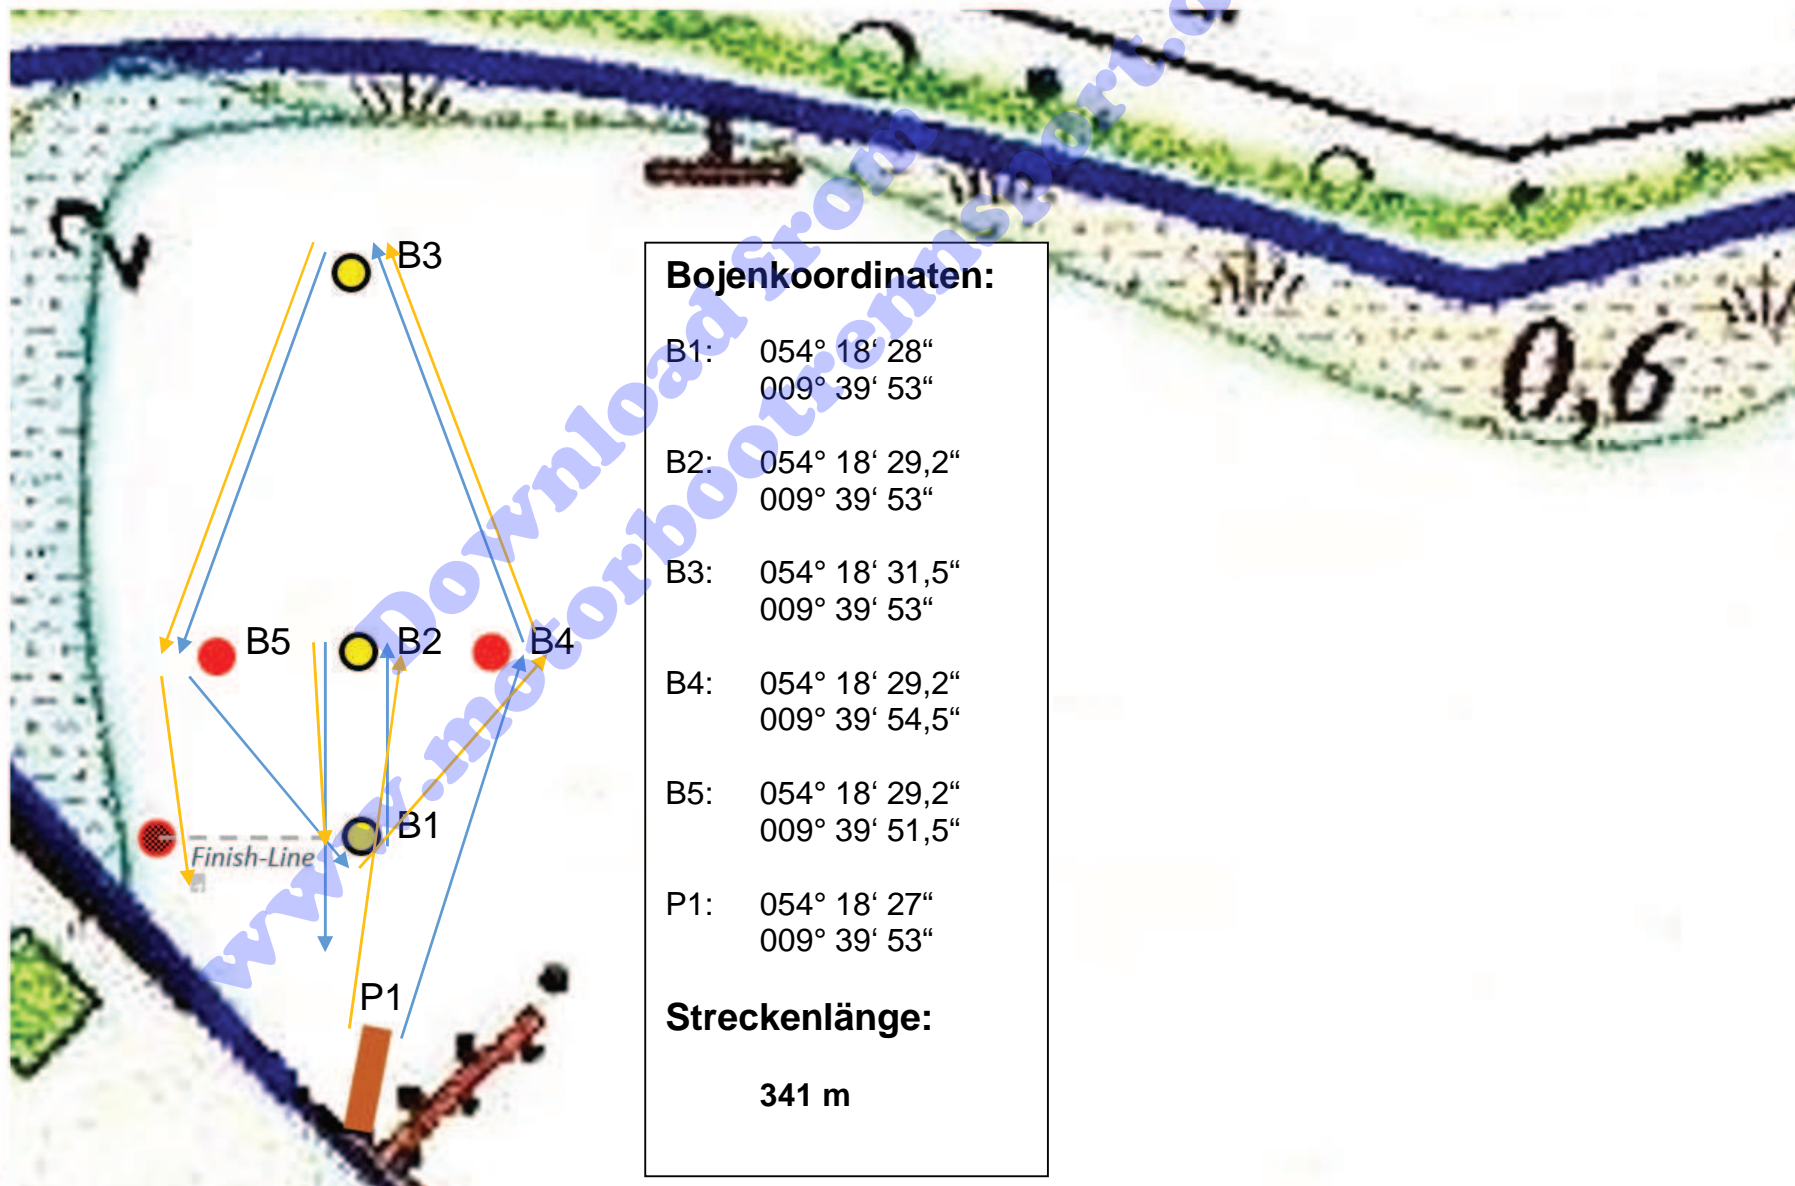 B3
B5
B2
B4
B1
Finish-Line
P1
Bojenkoordinaten:
B1: 054° 18‘ 28“
009° 39‘ 53“
B2: 054° 18‘ 29,2“
009° 39‘ 53“
B3: 054° 18‘ 31,5“
009° 39‘ 53“
B4: 054° 18‘ 29,2“
009° 39‘ 54,5“
B5: 054° 18‘ 29,2“
009° 39‘ 51,5“
P1: 054° 18‘ 27“
009° 39‘ 53“
Streckenlänge:
341 m
0,6
Download from
www.motorbootrennsport.d